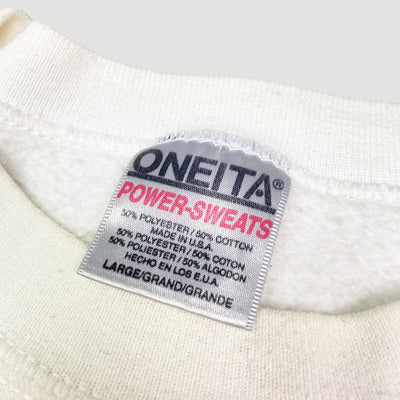 ONEITA®
POWER-SWEATS
50% POLYESTER / 50% COTTON
MADE IN U.S.A.
50% POLYESTER / 50% COTON
50% POLIESTER / 50% ALGODON
HECHO EN LOS E.U.A.
LARGE/GRAND/GRANDE